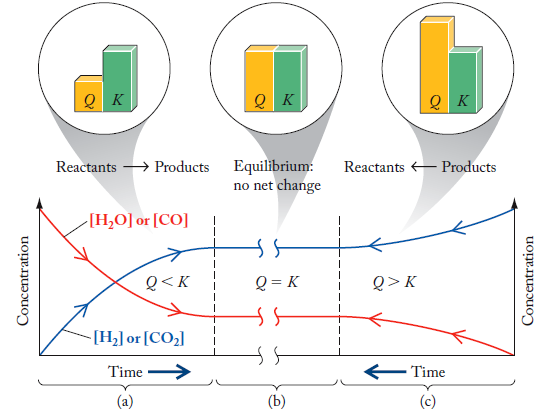 Q K
Q K
Q K
Reactants → Products
Equilibrium:
no net change
Reactants ← Products
Concentration
[H₂O] or [CO]
Q < K
Q = K
Q > K
[H₂] or [CO₂]
Concentration
Time
Time
(a)
(b)
(c)